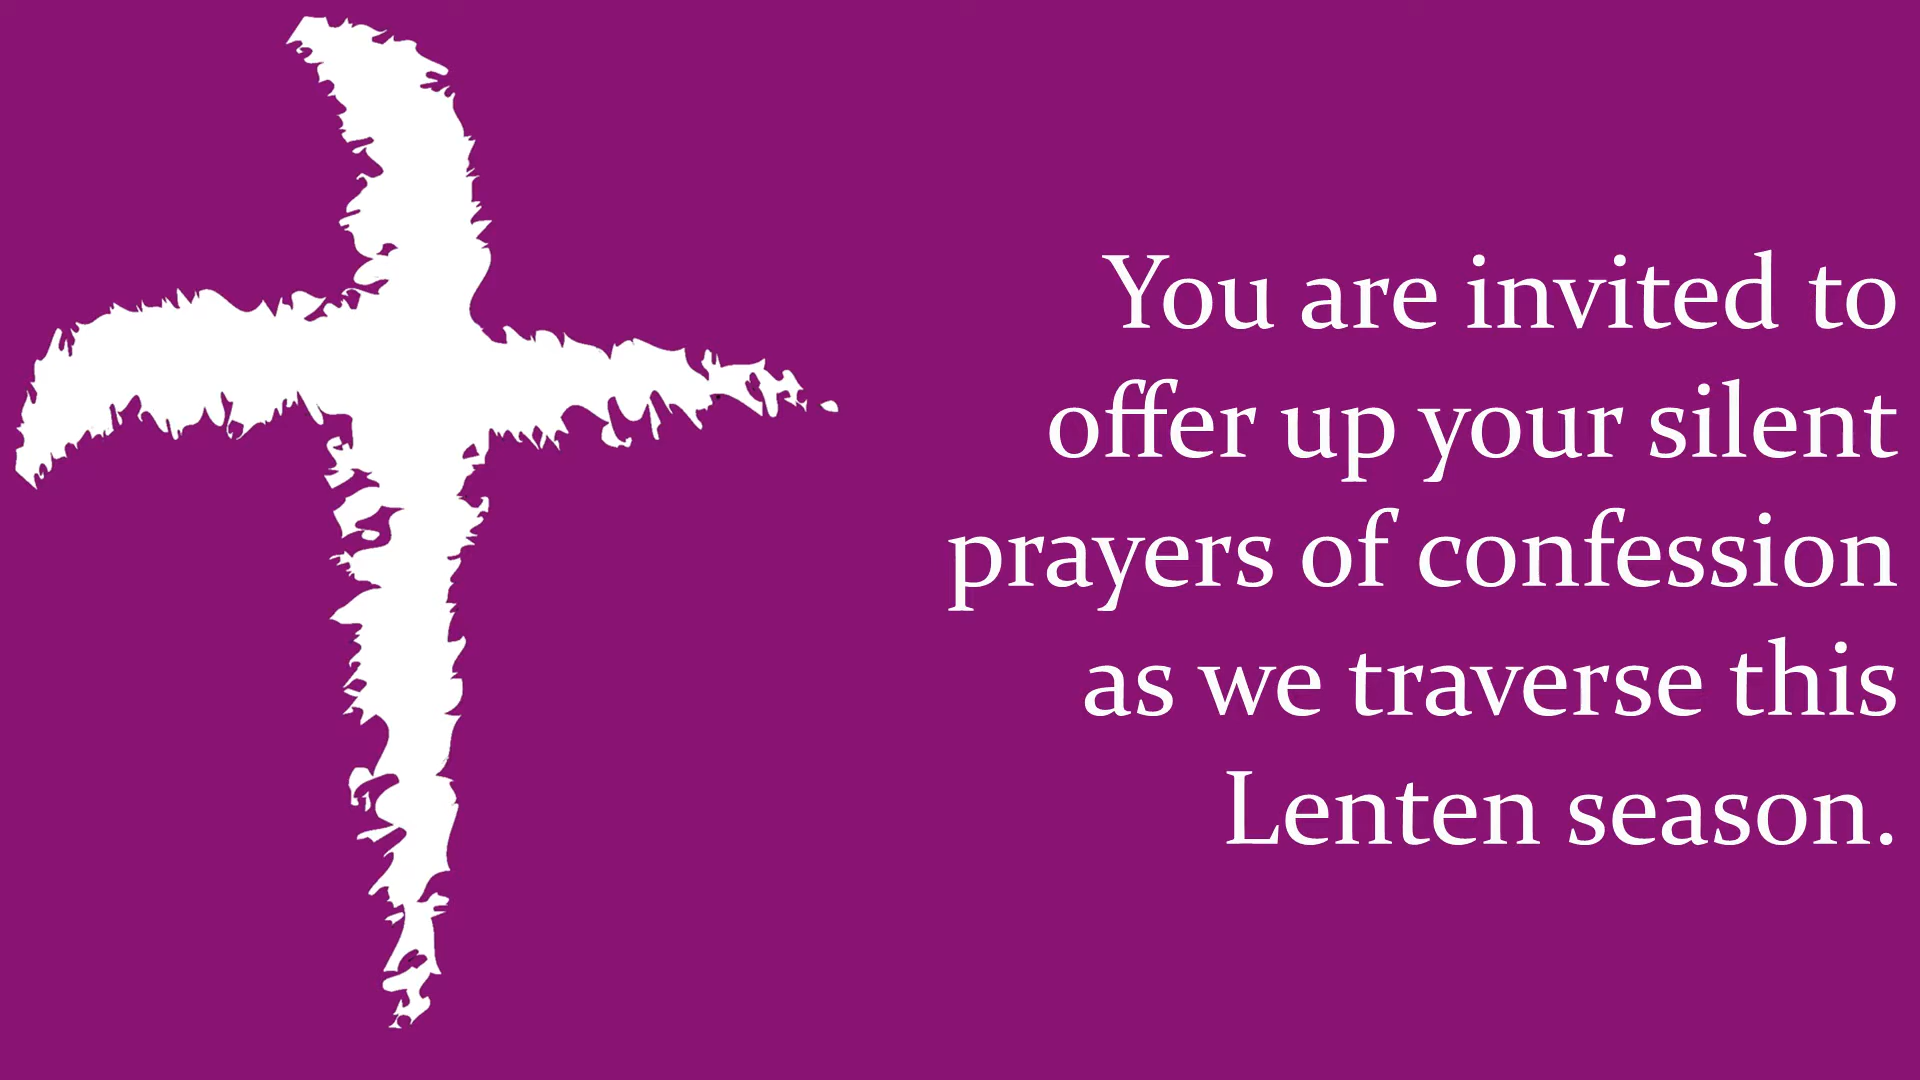 You are invited to
offer up your silent
prayers of confession
as we traverse this
Lenten season.